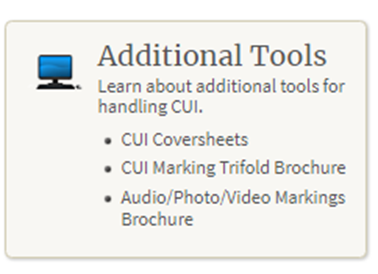 Additional Tools
Learn about additional tools for
handling CUI.
• CUI Coversheets
• CUI Marking Trifold Brochure
• Audio/Photo/Video Markings
Brochure